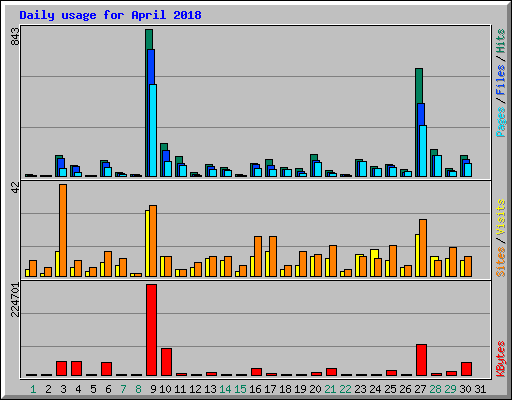 Daily usage for April 2018
843
Pages / Files / Hits
42
Sites / Visits
224701
KBytes
1 2 3 4 5 6 7 8 9 10 11 12 13 14 15 16 17 18 19 20 21 22 23 24 25 26 27 28 29 30 31